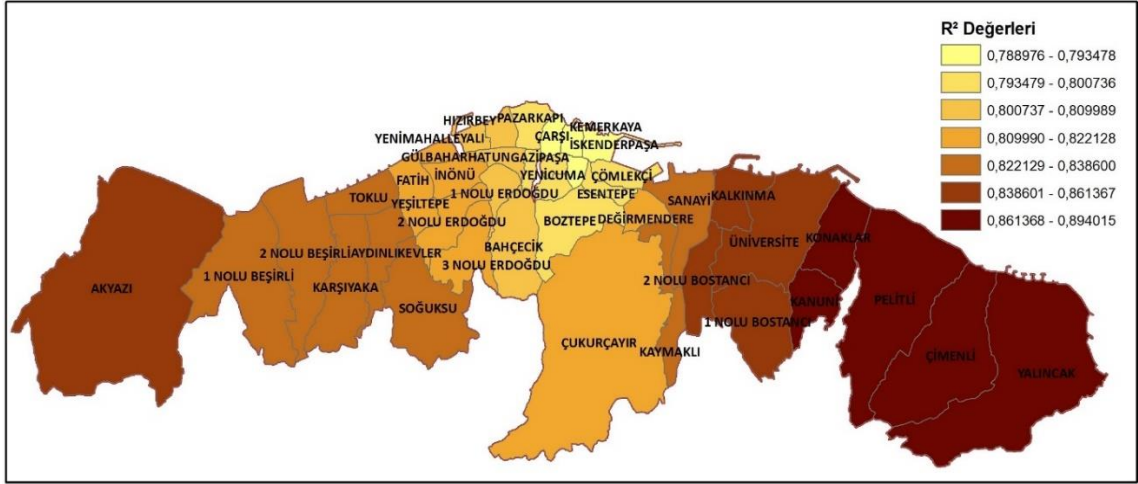 R² Değerleri
0,788976 - 0,793478
0,793479 - 0,800736
0,800737 - 0,809989
0,809990 - 0,822128
0,822129 - 0,838600
0,838601 - 0,861367
0,861368 - 0,894015
HIZIRBEY
PAZARKAPI
KEMERKAYA
YENİMAHALLE
YALI
ÇARŞI
İSKENDERPAŞA
GÜLBAHARHATUN
GAZİPAŞA
FATİH
İNÖNÜ
YENİCUMA
ÇÖMLEKÇİ
TOKLU
YEŞİLTEPE
1 NOLU ERDOĞDU
ESENTEPE
SANAYİ
KALKINMA
2 NOLU ERDOĞDU
BOZTEPE
DEĞİRMENDERE
2 NOLU BEŞİRLİ
AYDINLIKEVLER
BAHÇECİK
ÜNİVERSİTE
KONAKLAR
1 NOLU BEŞİRLİ
3 NOLU ERDOĞDU
2 NOLU BOSTANCI
AKYAZI
KARŞIYAKA
KANUNİ
PELİTLİ
SOĞUKSU
1 NOLU BOSTANCI
ÇUKURÇAYIR
KAYMAKLI
ÇİMENLİ
YALINCAK